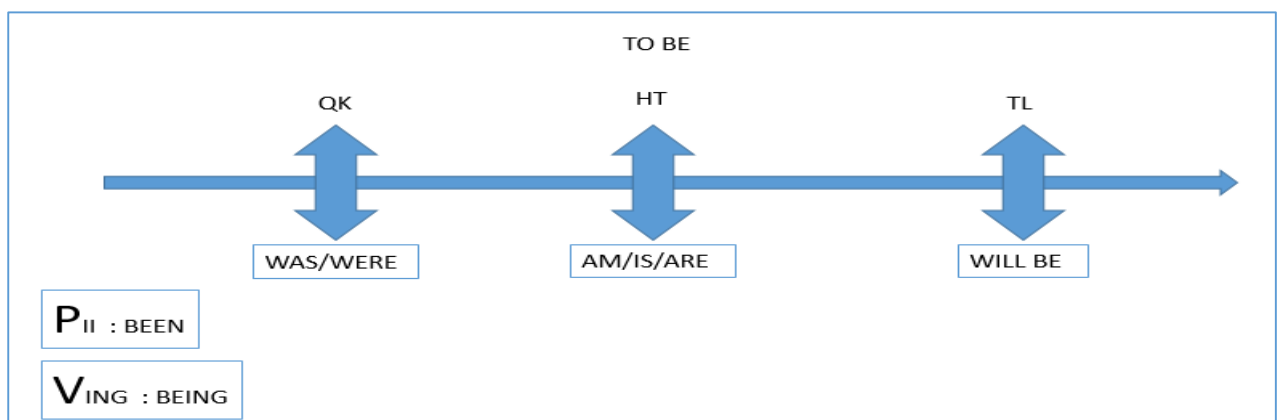 TO BE
QK HT TL
WAS/WERE AM/IS/ARE WILL BE
PII : BEEN
VING : BEING